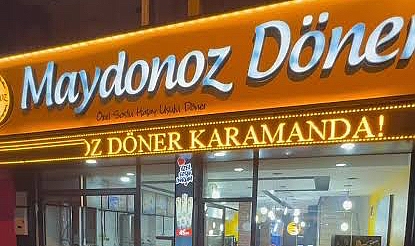 Maydonoz Döner
Özel Soslu Hatay Usulü Döner
OZ DÖNER KARAMANDA!